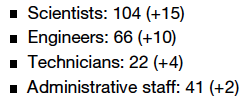 ▪ Scientists: 104 (+15)
▪ Engineers: 66 (+10)
▪ Technicians: 22 (+4)
▪ Administrative staff: 41 (+2)